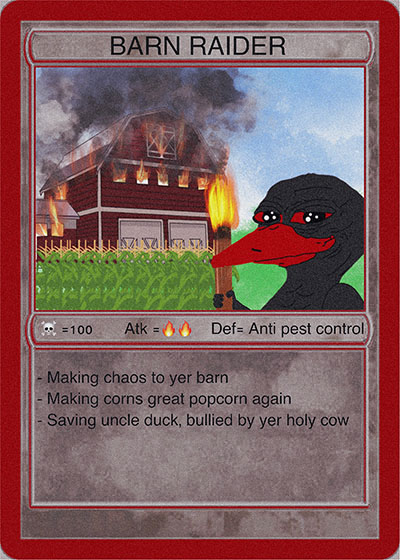 BARN RAIDER
☠️ =100 Atk =🔥🔥 Def= Anti pest control
- Making chaos to yer barn
- Making corns great popcorn again
- Saving uncle duck, bullied by yer holy cow